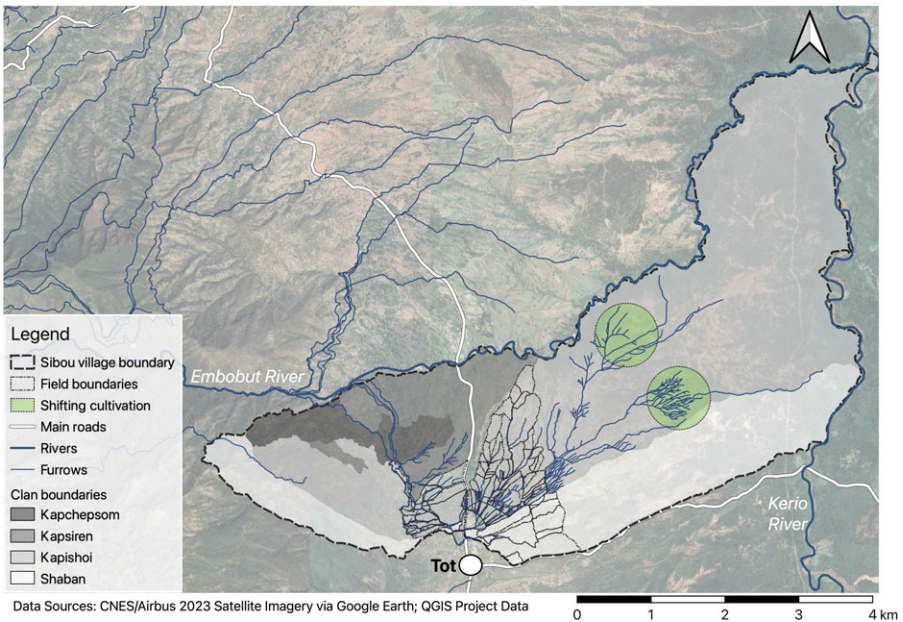 Legend
Sibou village boundary
Field boundaries
Shifting cultivation
Main roads
Rivers
Furrows
Clan boundaries
Kapchepsom
Kapsiren
Kapishoi
Shaban
Embobut River
Kerio
River
Tot
Data Sources: CNES/Airbus 2023 Satellite Imagery via Google Earth; QGIS Project Data
0 1 2 3 4 km